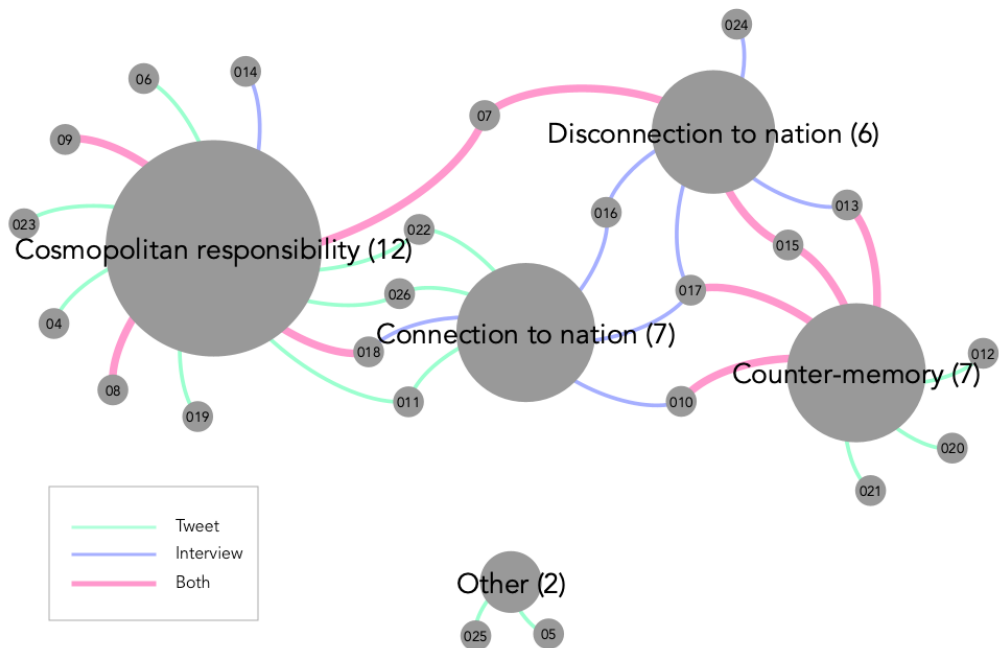 024
014
06
07
09
Disconnection to nation (6)
013
016
023
022
015
Cosmopolitan responsibility (12)
017
026
04
Connection to nation (7)
018
012
Counter-memory (7)
08
011
010
019
020
021
Tweet
Interview
Both
Other (2)
025
05